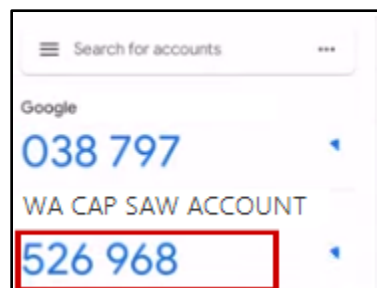 Search for accounts
Google
038 797
WA CAP SAW ACCOUNT
526 968